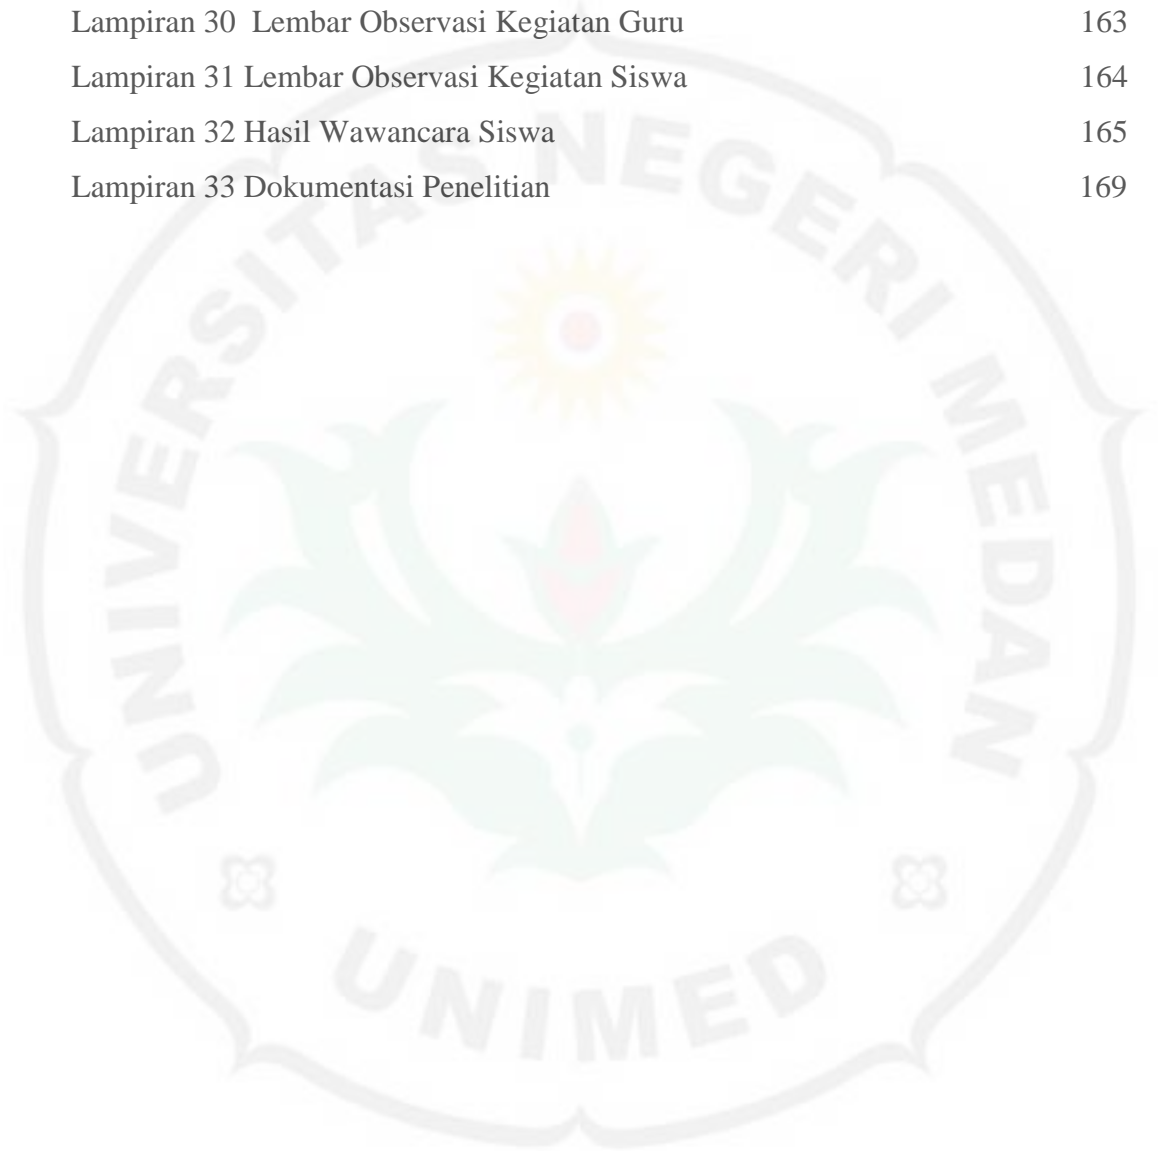 Lampiran 30  Lembar Observasi Kegiatan Guru 163
Lampiran 31 Lembar Observasi Kegiatan Siswa 164
Lampiran 32 Hasil Wawancara Siswa 165
Lampiran 33 Dokumentasi Penelitian 169
UNIVERSITAS NEGERI MEDAN
UNIMED